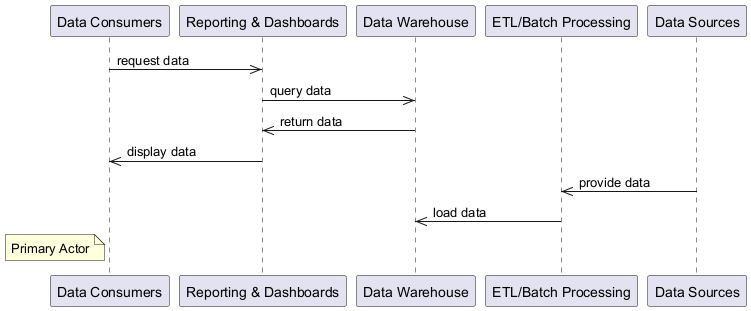 Data Consumers
Reporting & Dashboards
Data Warehouse
ETL/Batch Processing
Data Sources
request data
query data
return data
display data
provide data
load data
Primary Actor
Data Consumers
Reporting & Dashboards
Data Warehouse
ETL/Batch Processing
Data Sources